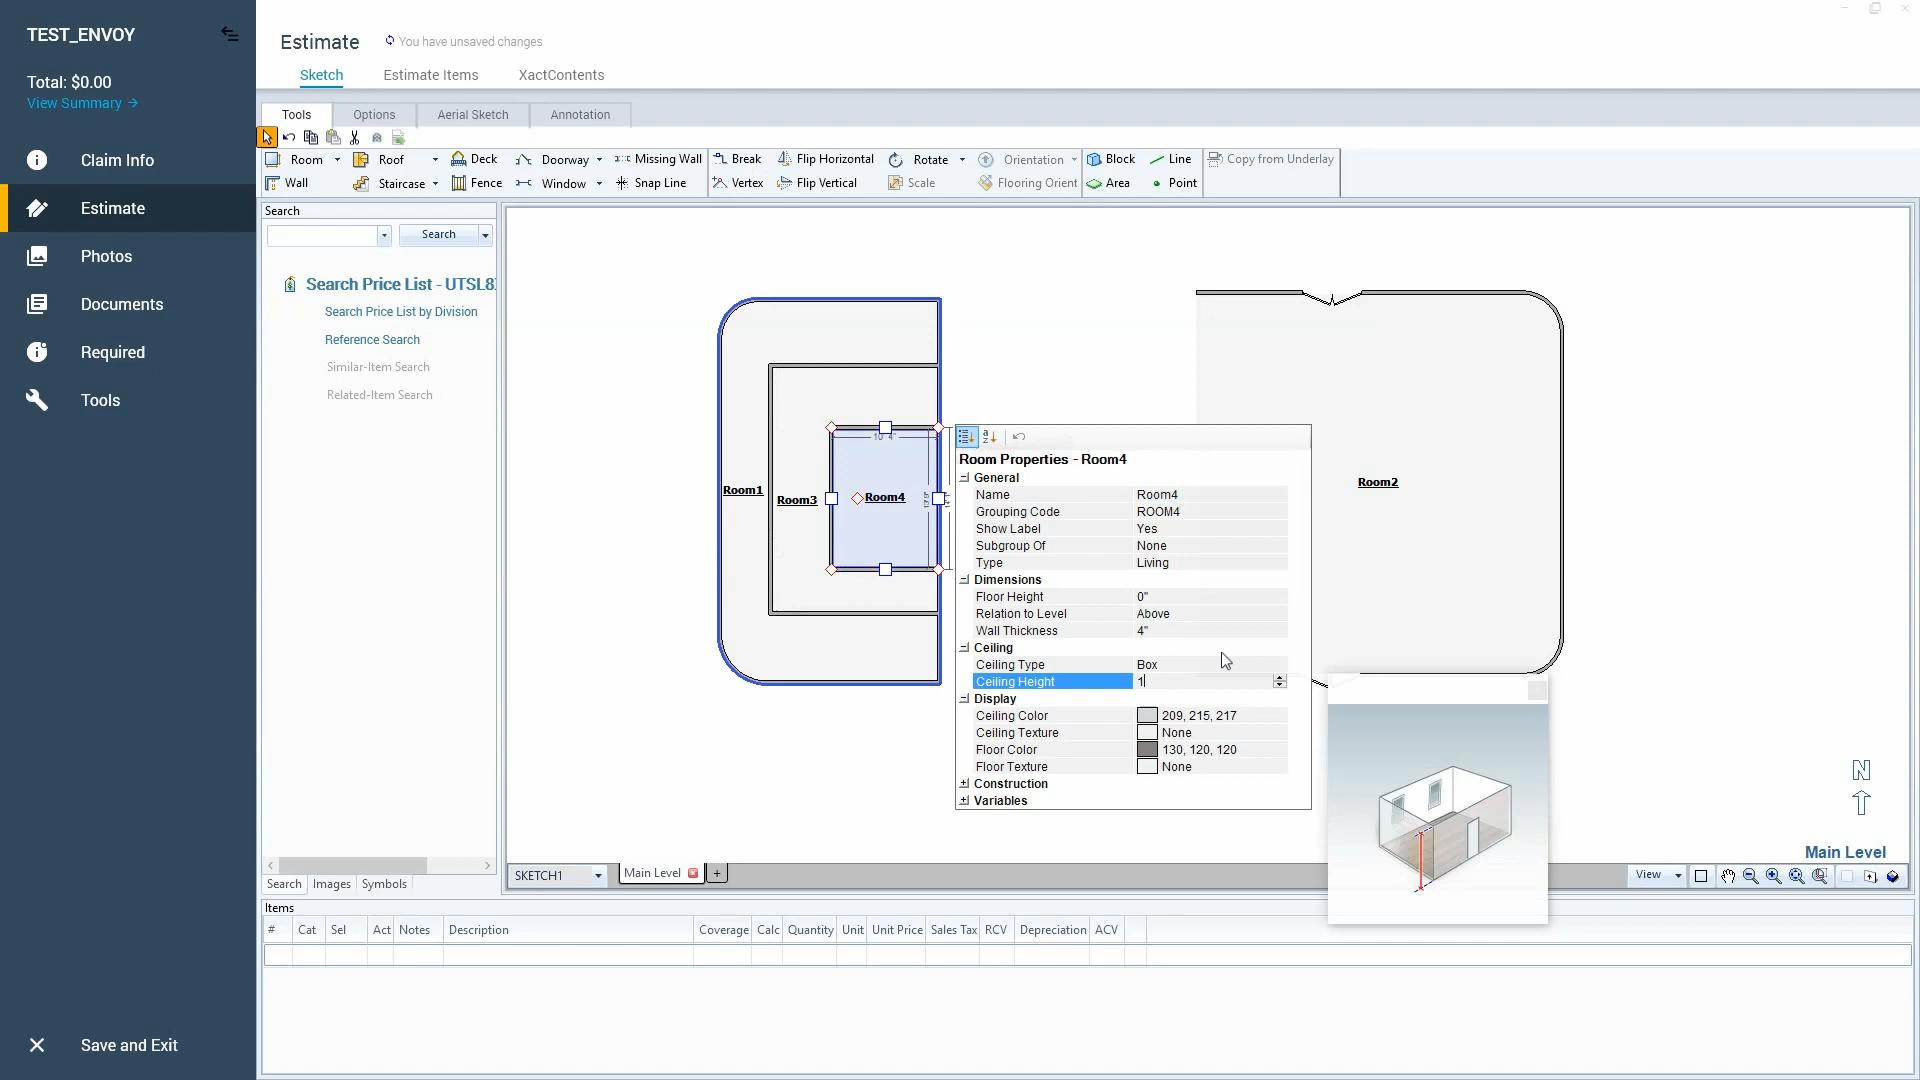 TEST_ENVOY
Total: $0.00
View Summary →
Claim Info
Estimate
Photos
Documents
Required
Tools
Save and Exit
Estimate
You have unsaved changes
Sketch Estimate Items XactContents
Tools Options Aerial Sketch Annotation
Room Roof Deck Doorway Missing Wall Break Flip Horizontal Rotate Orientation Block Line Copy from Underlay
Wall Staircase Fence Window Snap Line Vertex Flip Vertical Scale Flooring Orient Area Point
Search
Search
Search Price List - UTSL8
Search Price List by Division
Reference Search
Similar-Item Search
Related-Item Search
Search Images Symbols
Room1
Room3
10' 4"
Room4
Room2
Room Properties - Room4
General
Name Room4
Grouping Code ROOM4
Show Label Yes
Subgroup Of None
Type Living
Dimensions
Floor Height 0"
Relation to Level Above
Wall Thickness 4"
Ceiling
Ceiling Type Box
Ceiling Height 1
Display
Ceiling Color 209, 215, 217
Ceiling Texture None
Floor Color 130, 120, 120
Floor Texture None
Construction
Variables
N
Main Level
SKETCH1 Main Level +
View
Items
# Cat Sel Act Notes Description Coverage Calc Quantity Unit Unit Price Sales Tax RCV Depreciation ACV